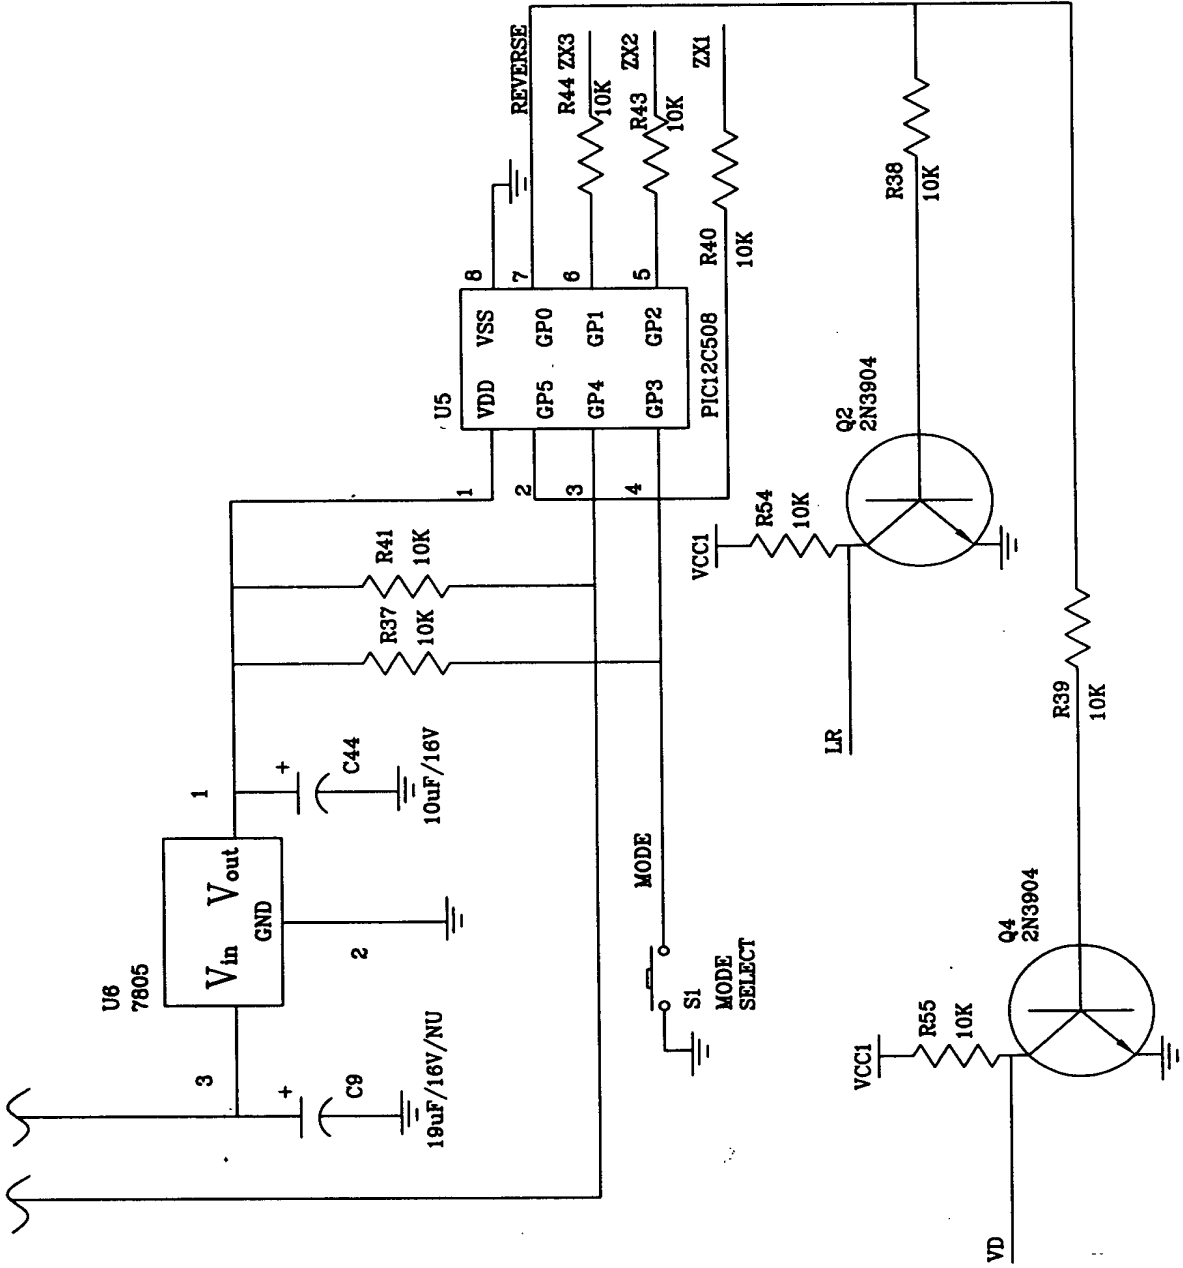 REVERSE
R44 ZX3
10K
ZX2
R43
10K
ZX1
R40
10K
R38
10K
8
7
6
5
VSS
GP0
GP1
GP2
VDD
GP5
GP4
GP3
U5
PIC12C508
1
2
3
4
R41
10K
R37
10K
Q2
2N3904
VCC1
R54
10K
LR
R39
10K
1
+
C44
10uF/16V
U6
7805
Vin
Vout
GND
2
3
+
C9
19uF/16V/NU
MODE
S1
MODE
SELECT
Q4
2N3904
VCC1
R55
10K
VD